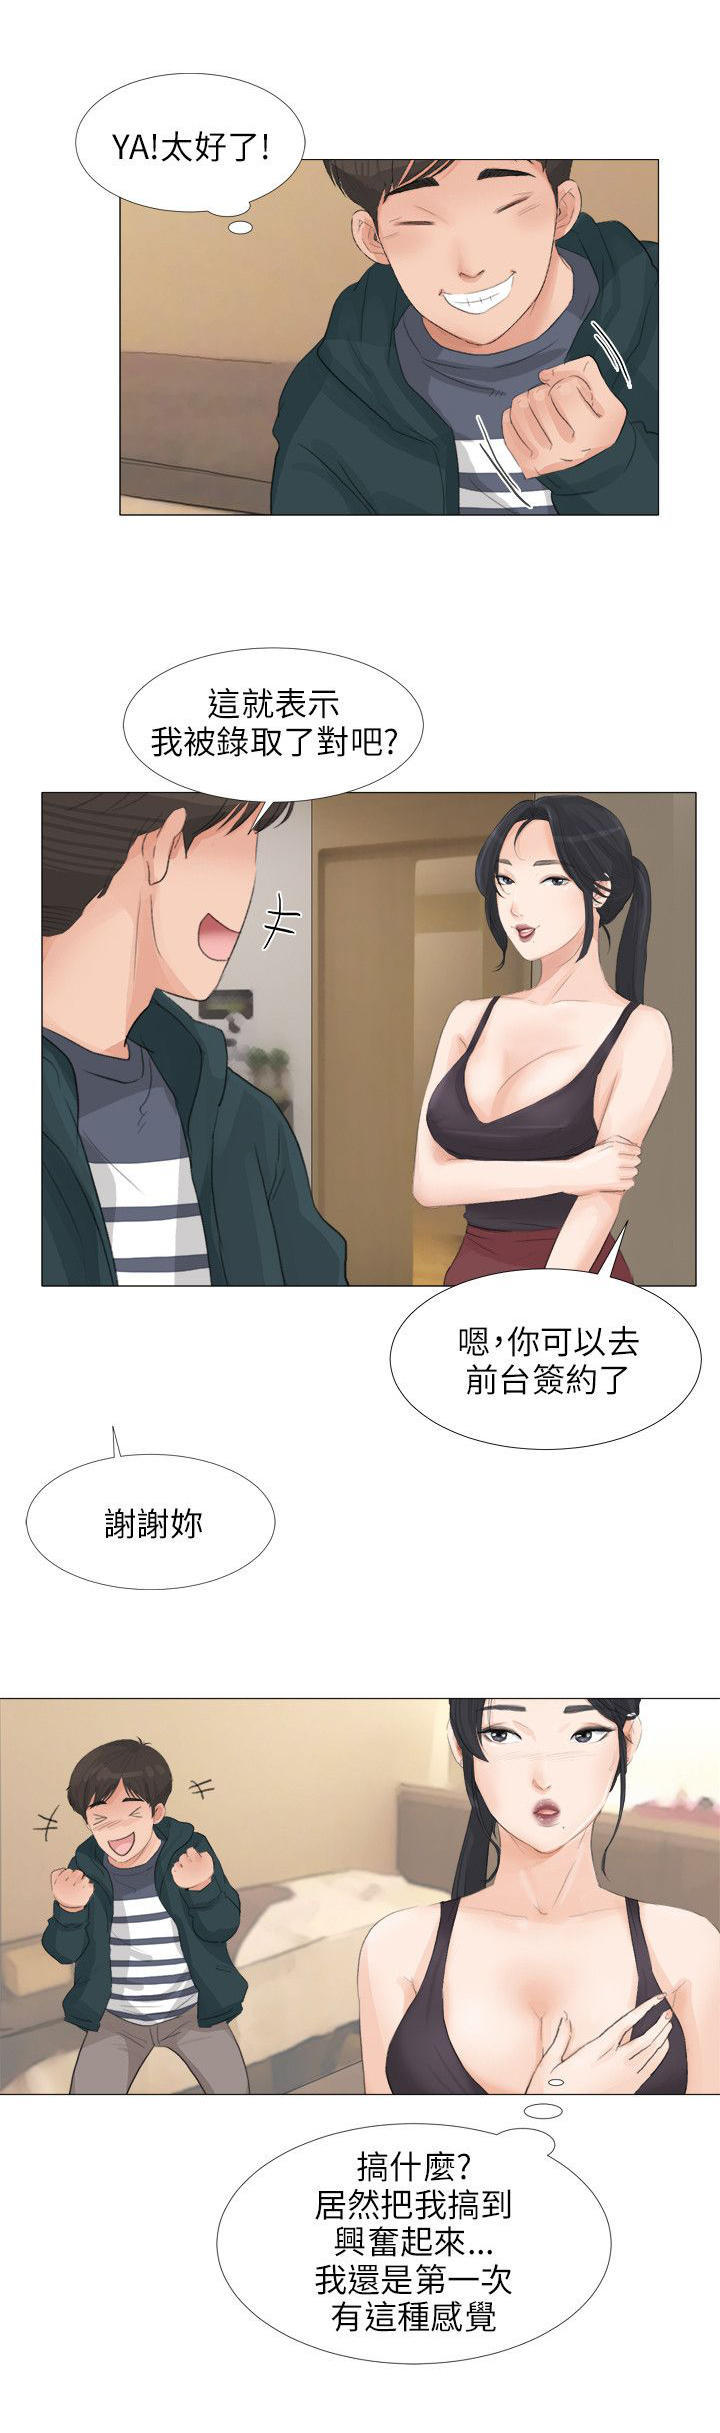 YA!太好了!
這就表示
我被錄取了對吧?
嗯,你可以去
前台簽約了
謝謝妳
搞什麼?
居然把我搞到
興奮起來...
我還是第一次
有這種感覺